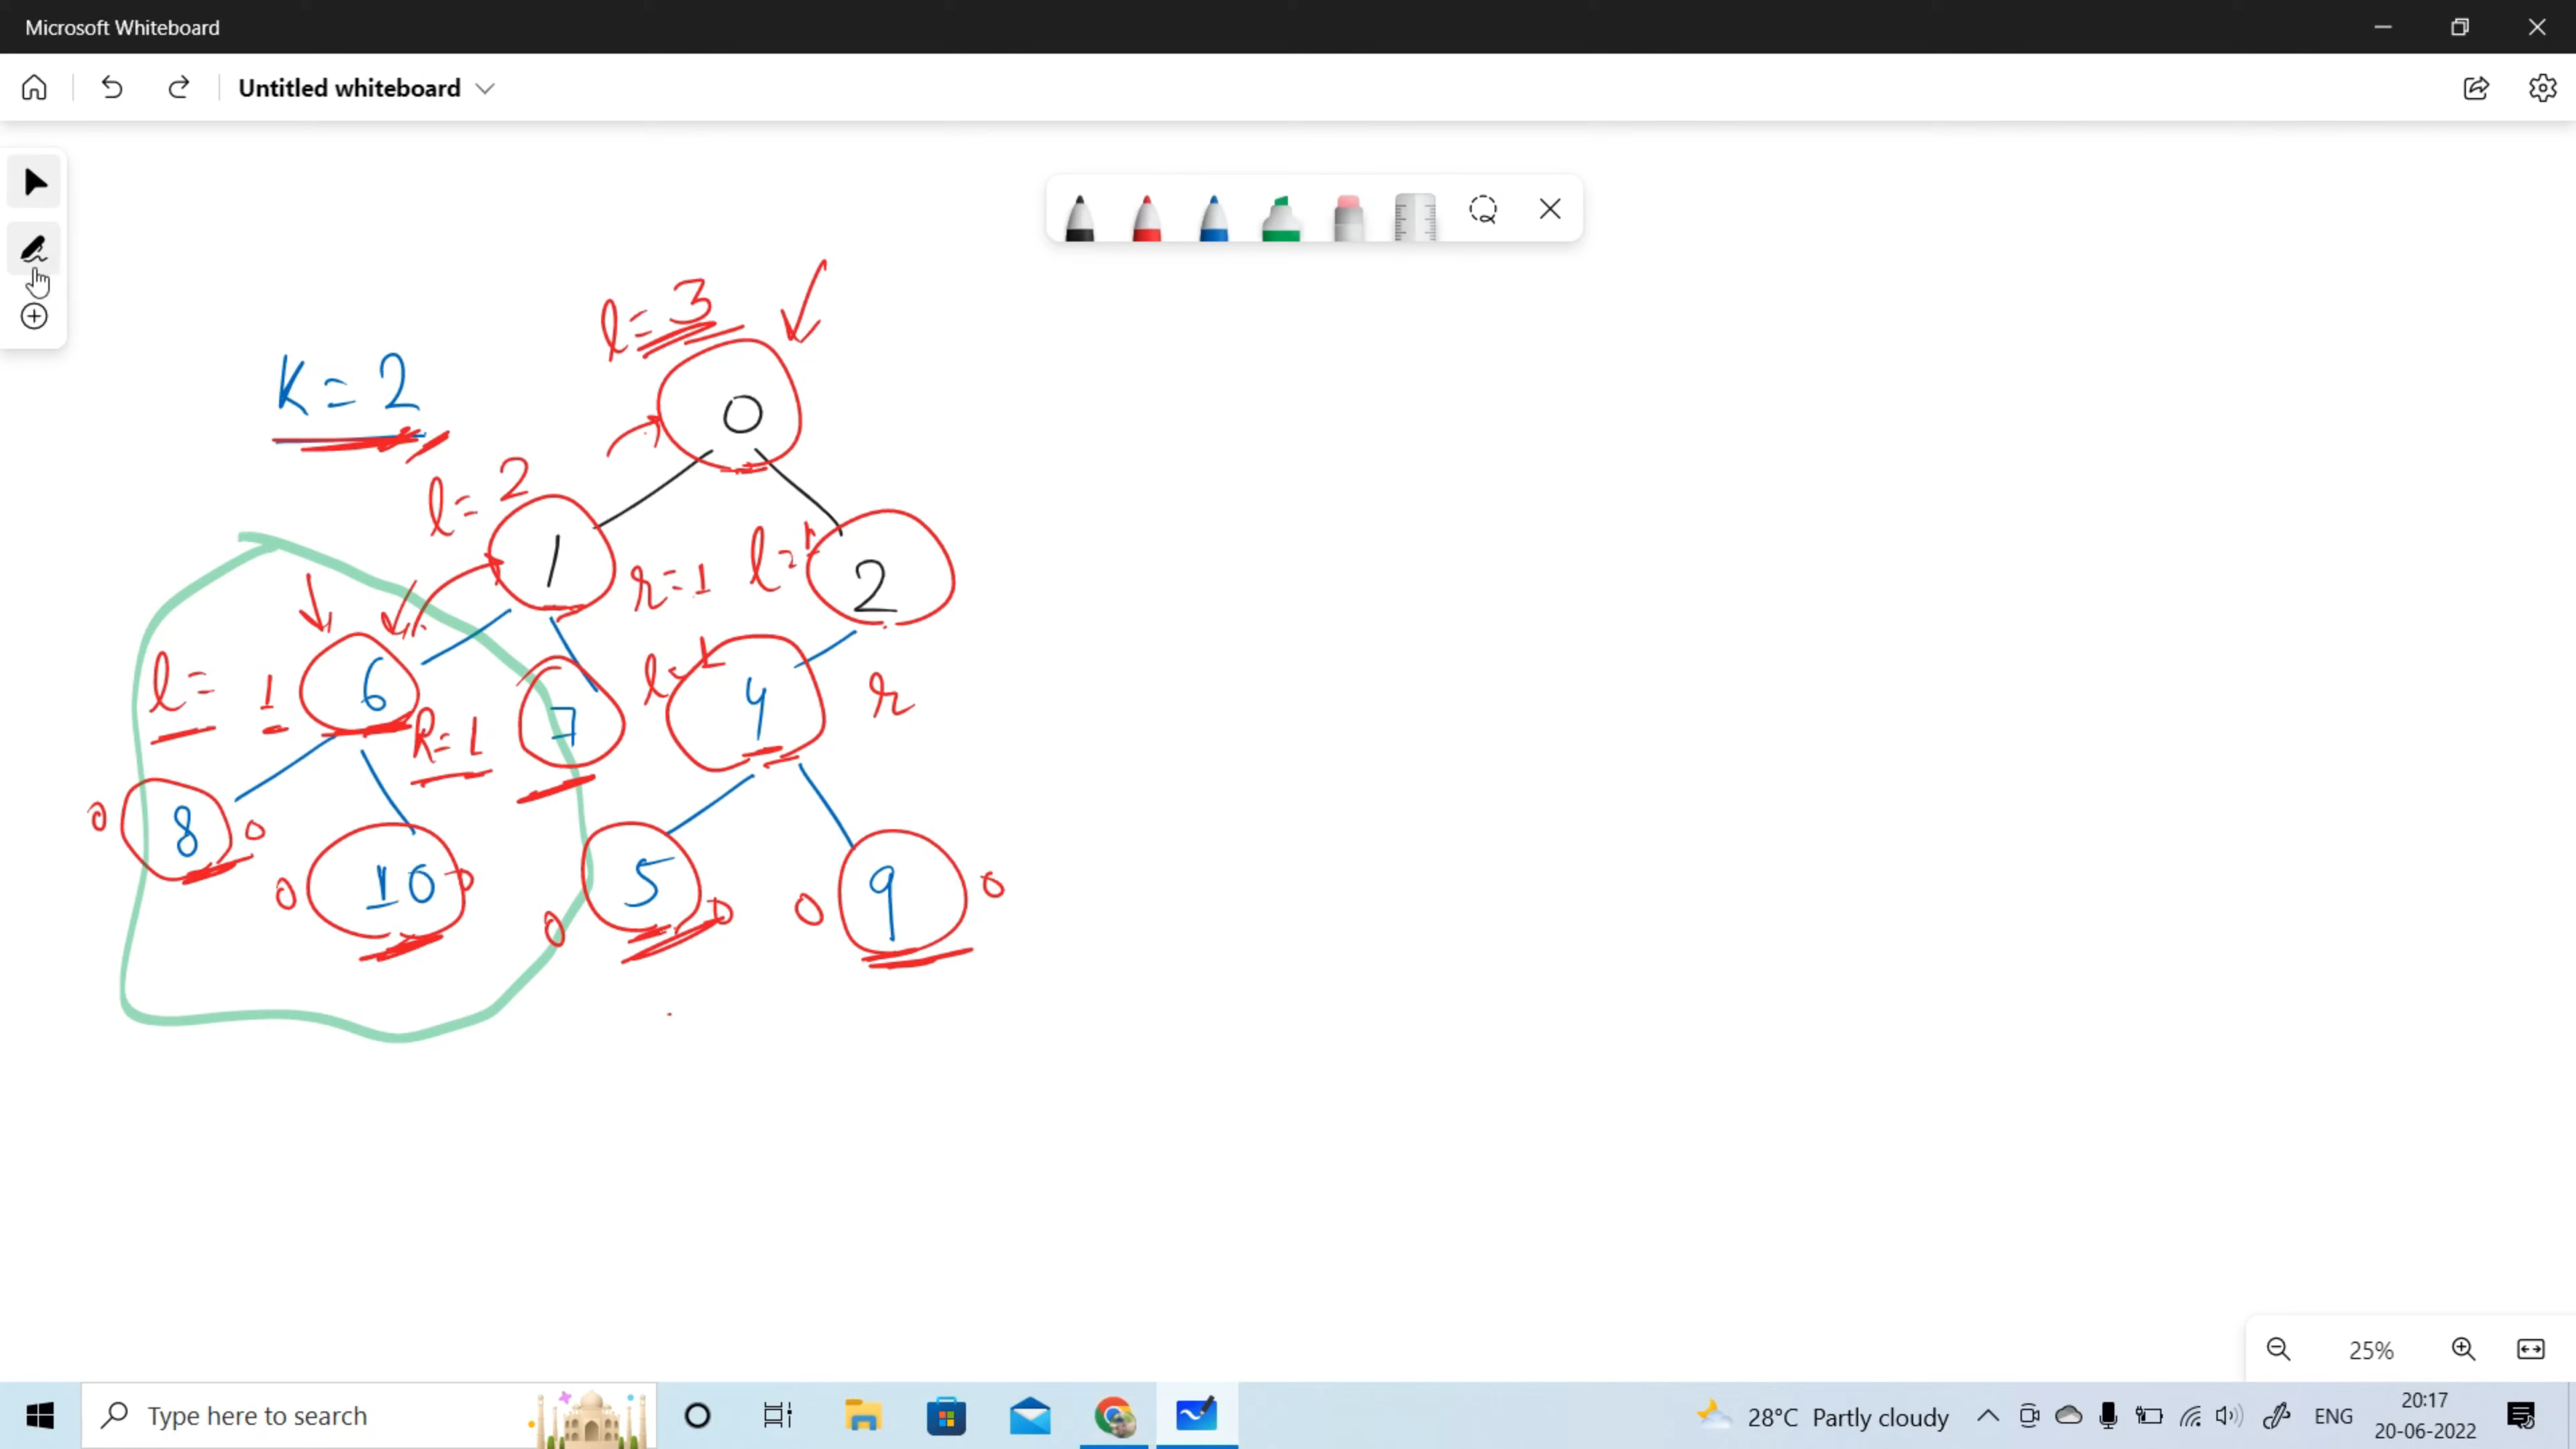 Microsoft Whiteboard
Untitled whiteboard
l=3
K=2
0
l=2
1
r=1
l=
2
l= 1
6
R=1
7
4
r
0 8 0
0 10 0
0 5 0
0 9 0
25%
Type here to search
28°C Partly cloudy
ENG
20:17
20-06-2022